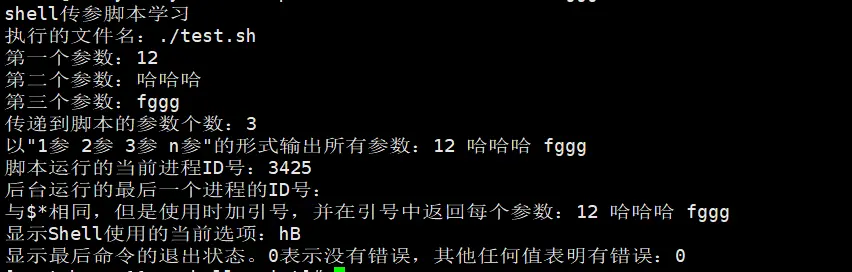 shell传参脚本学习
执行的文件名：./test.sh
第一个参数：12
第二个参数：哈哈哈
第三个参数：fggg
传递到脚本的参数个数：3
以"1参 2参 3参 n参"的形式输出所有参数：12 哈哈哈 fggg
脚本运行的当前进程ID号：3425
后台运行的最后一个进程的ID号：
与$*相同，但是使用时加引号，并在引号中返回每个参数：12 哈哈哈 fggg
显示Shell使用的当前选项：hB
显示最后命令的退出状态。0表示没有错误，其他任何值表明有错误：0